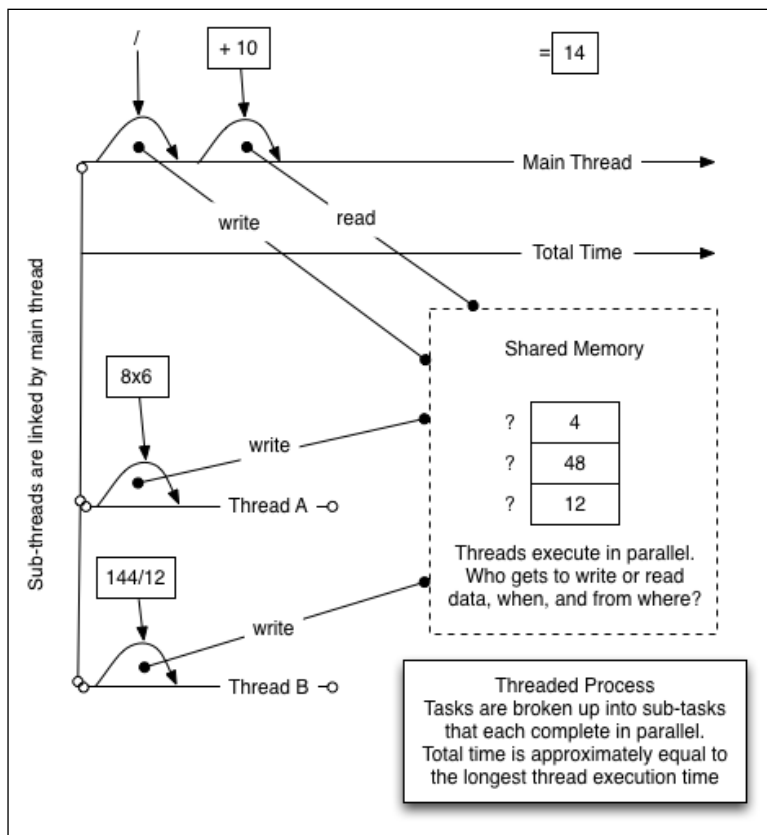 /
+ 10
= 14
Main Thread
write
read
Total Time
Sub-threads are linked by main thread
Shared Memory
8x6
? 4
write
? 48
Thread A
? 12
Threads execute in parallel.
Who gets to write or read
data, when, and from where?
144/12
write
Thread B
Threaded Process
Tasks are broken up into sub-tasks
that each complete in parallel.
Total time is approximately equal to
the longest thread execution time